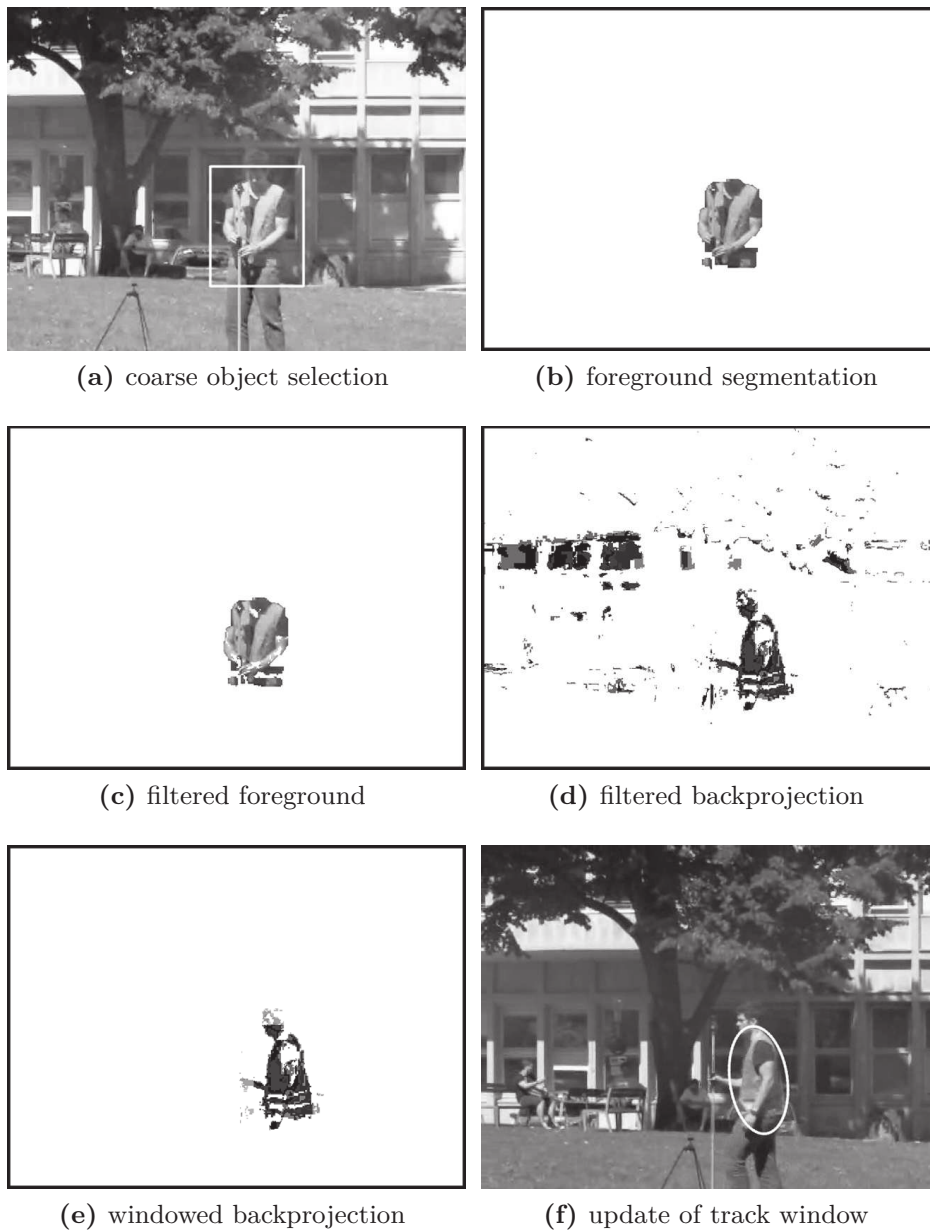 (a) coarse object selection
(b) foreground segmentation
(c) filtered foreground
(d) filtered backprojection
(e) windowed backprojection
(f) update of track window